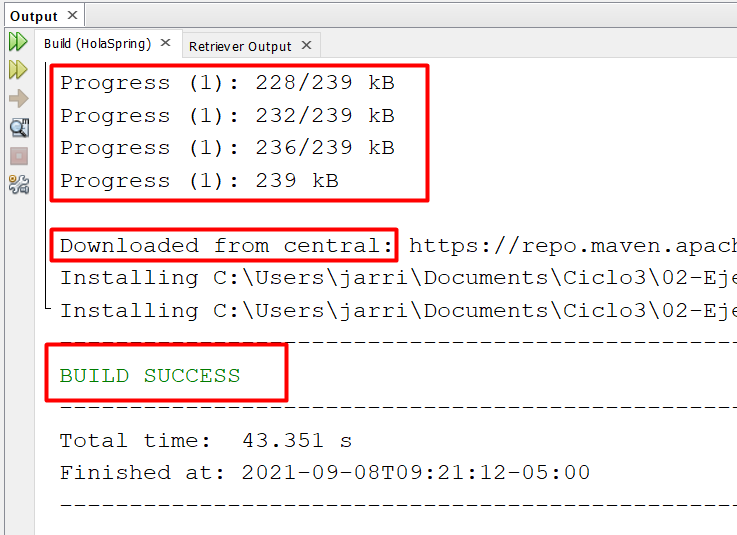 Output
Build (HolaSpring) Retriever Output
Progress (1): 228/239 kB
Progress (1): 232/239 kB
Progress (1): 236/239 kB
Progress (1): 239 kB
Downloaded from central: https://repo.maven.apach
Installing C:\Users\jarri\Documents\Ciclo3\02-Eje
Installing C:\Users\jarri\Documents\Ciclo3\02-Eje
------------------------------------------------
BUILD SUCCESS
------------------------------------------------
Total time:  43.351 s
Finished at: 2021-09-08T09:21:12-05:00
------------------------------------------------